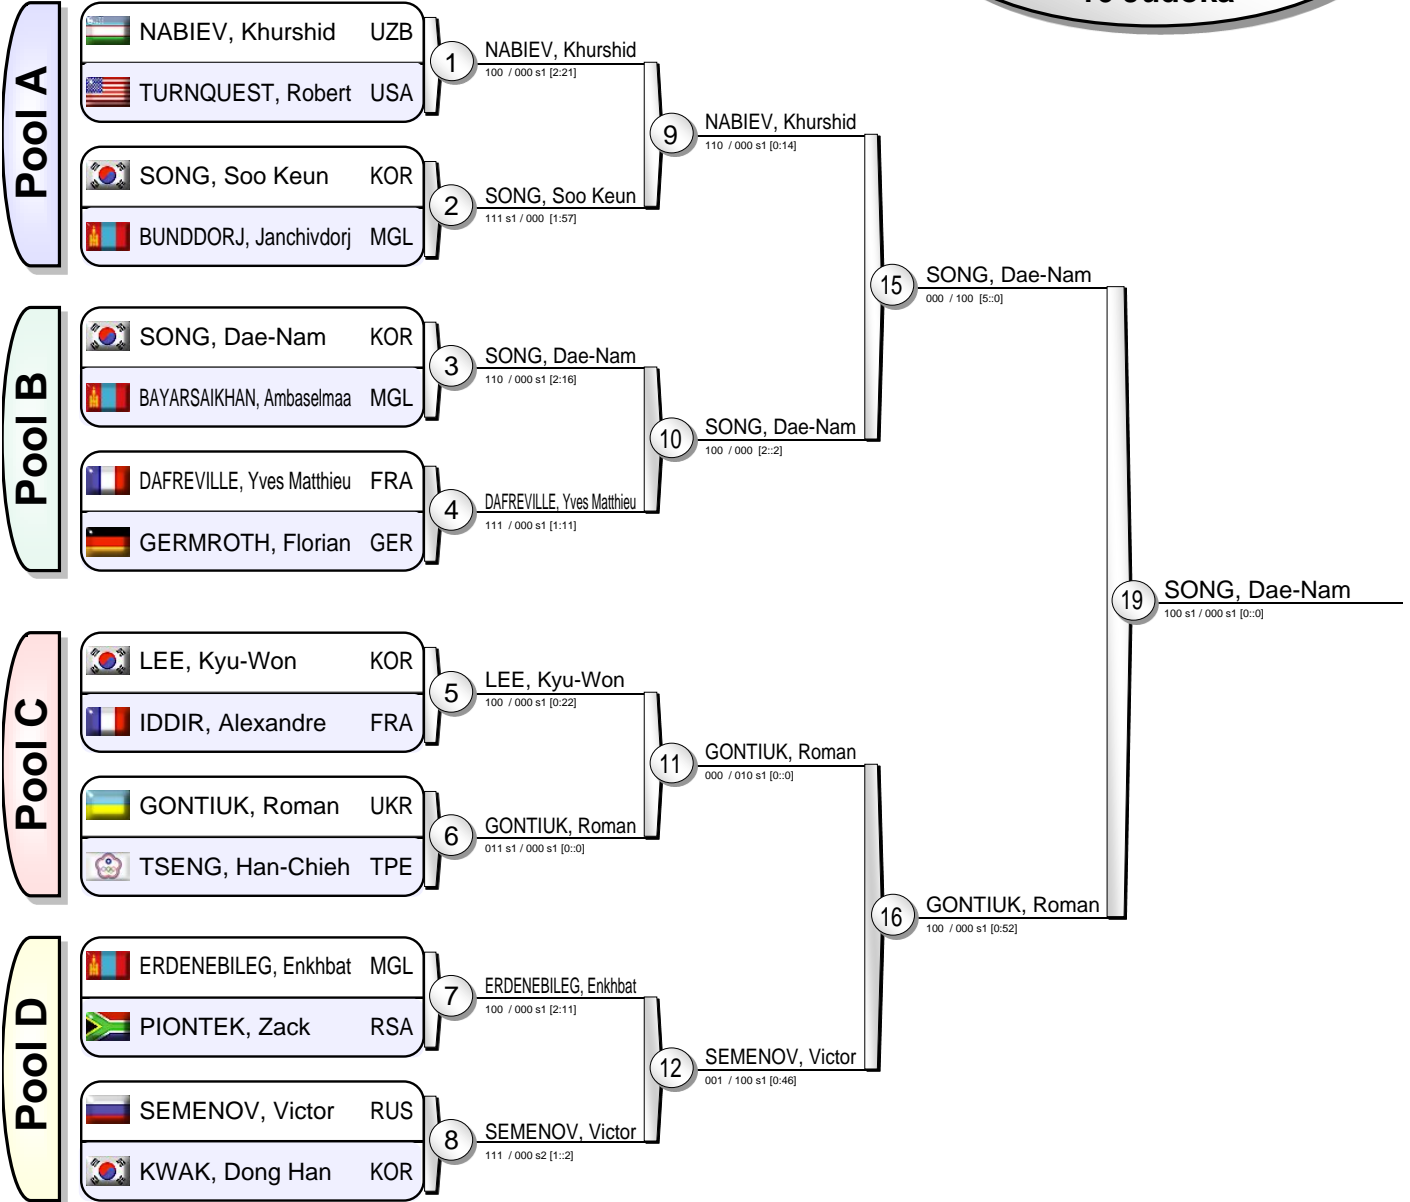 Pool A
NABIEV, Khurshid UZB
TURNQUEST, Robert USA
SONG, Soo Keun KOR
BUNDDORJ, Janchivdorj MGL
1
NABIEV, Khurshid
100 / 000 s1 [2:21]
2
SONG, Soo Keun
111 s1 / 000 [1:57]
9
NABIEV, Khurshid
110 / 000 s1 [0:14]
Pool B
SONG, Dae-Nam KOR
BAYARSAIKHAN, Ambaselmaa MGL
DAFREVILLE, Yves Matthieu FRA
GERMROTH, Florian GER
3
SONG, Dae-Nam
110 / 000 s1 [2:16]
4
DAFREVILLE, Yves Matthieu
111 / 000 s1 [1:11]
10
SONG, Dae-Nam
100 / 000 [2::2]
15
SONG, Dae-Nam
000 / 100 [5::0]
Pool C
LEE, Kyu-Won KOR
IDDIR, Alexandre FRA
GONTIUK, Roman UKR
TSENG, Han-Chieh TPE
5
LEE, Kyu-Won
100 / 000 s1 [0:22]
6
GONTIUK, Roman
011 s1 / 000 s1 [0::0]
11
GONTIUK, Roman
000 / 010 s1 [0::0]
Pool D
ERDENEBILEG, Enkhbat MGL
PIONTEK, Zack RSA
SEMENOV, Victor RUS
KWAK, Dong Han KOR
7
ERDENEBILEG, Enkhbat
100 / 000 s1 [2:11]
8
SEMENOV, Victor
111 / 000 s2 [1::2]
12
SEMENOV, Victor
001 / 100 s1 [0:46]
16
GONTIUK, Roman
100 / 000 s1 [0:52]
19
SONG, Dae-Nam
100 s1 / 000 s1 [0::0]